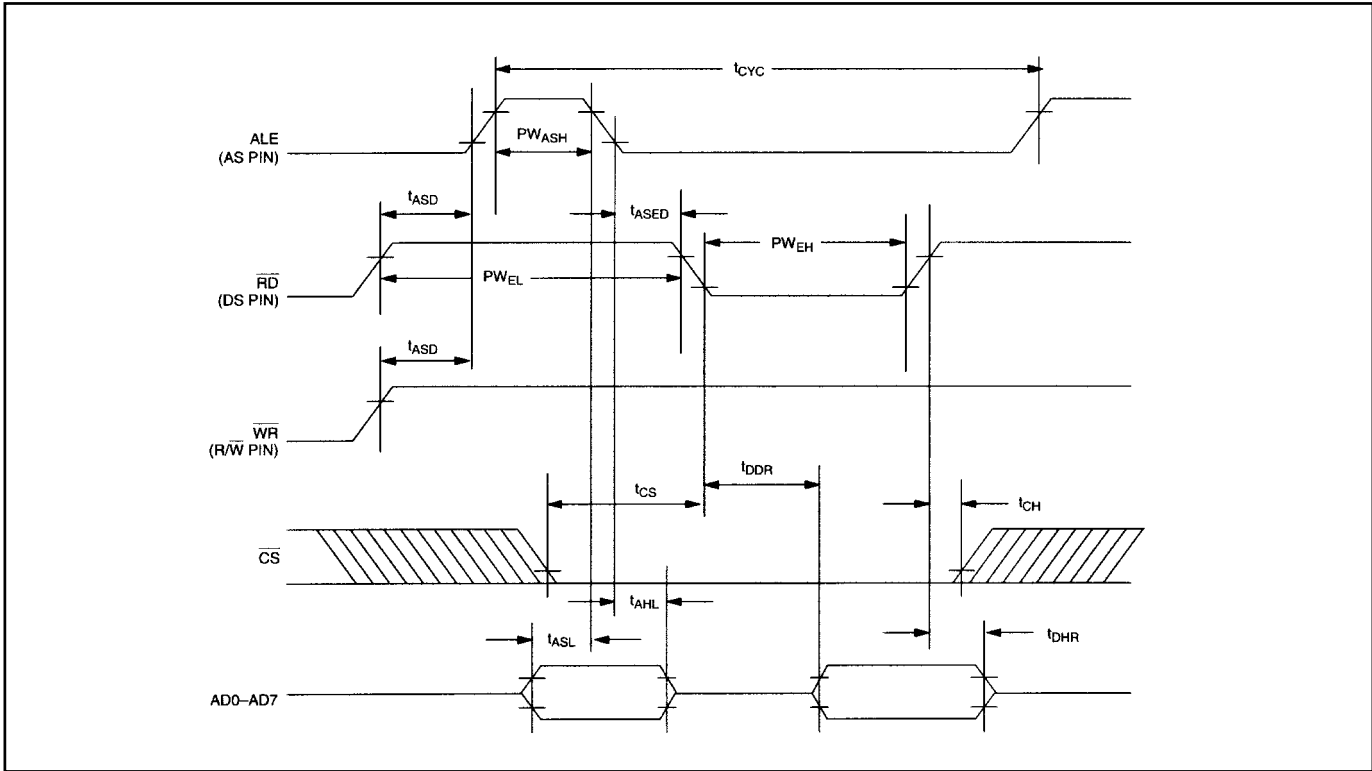 tCYC
ALE
(AS PIN)
PWASH
tASD
tASED
PWEH
RD
(DS PIN)
PWEL
tASD
WR
(R/W PIN)
tDDR
tCS
tCH
CS
tAHL
tASL
tDHR
AD0–AD7